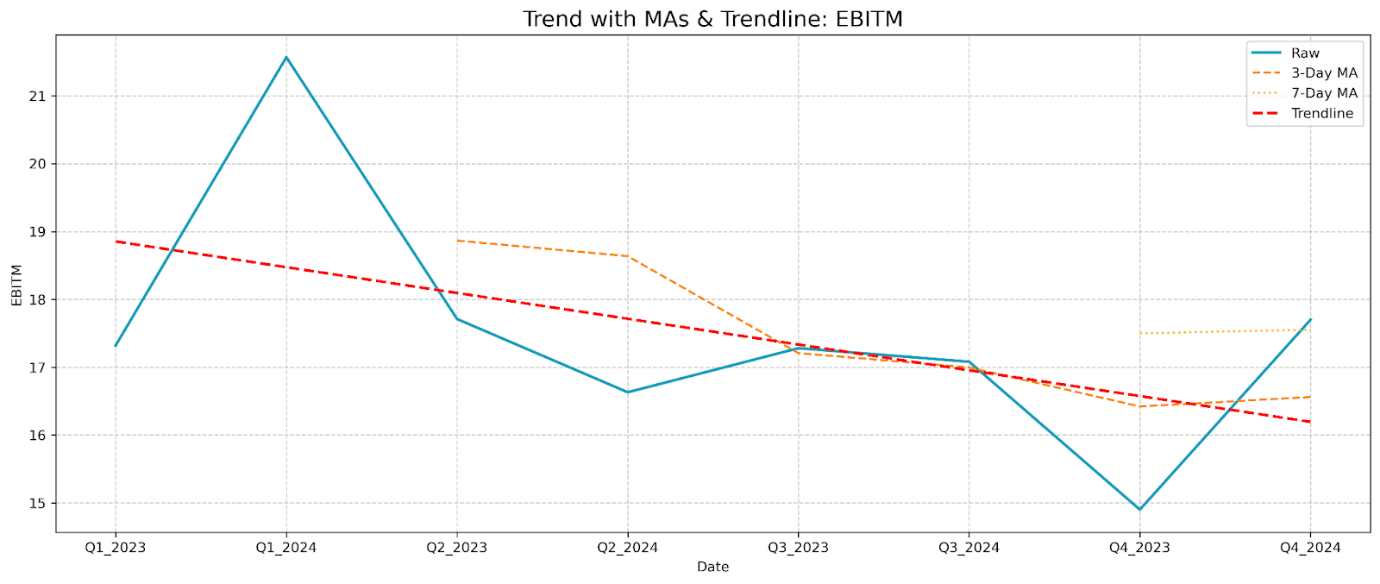 Trend with MAs & Trendline: EBITM
Raw
3-Day MA
7-Day MA
Trendline
EBITM
21
20
19
18
17
16
15
Q1_2023 Q1_2024 Q2_2023 Q2_2024 Q3_2023 Q3_2024 Q4_2023 Q4_2024
Date